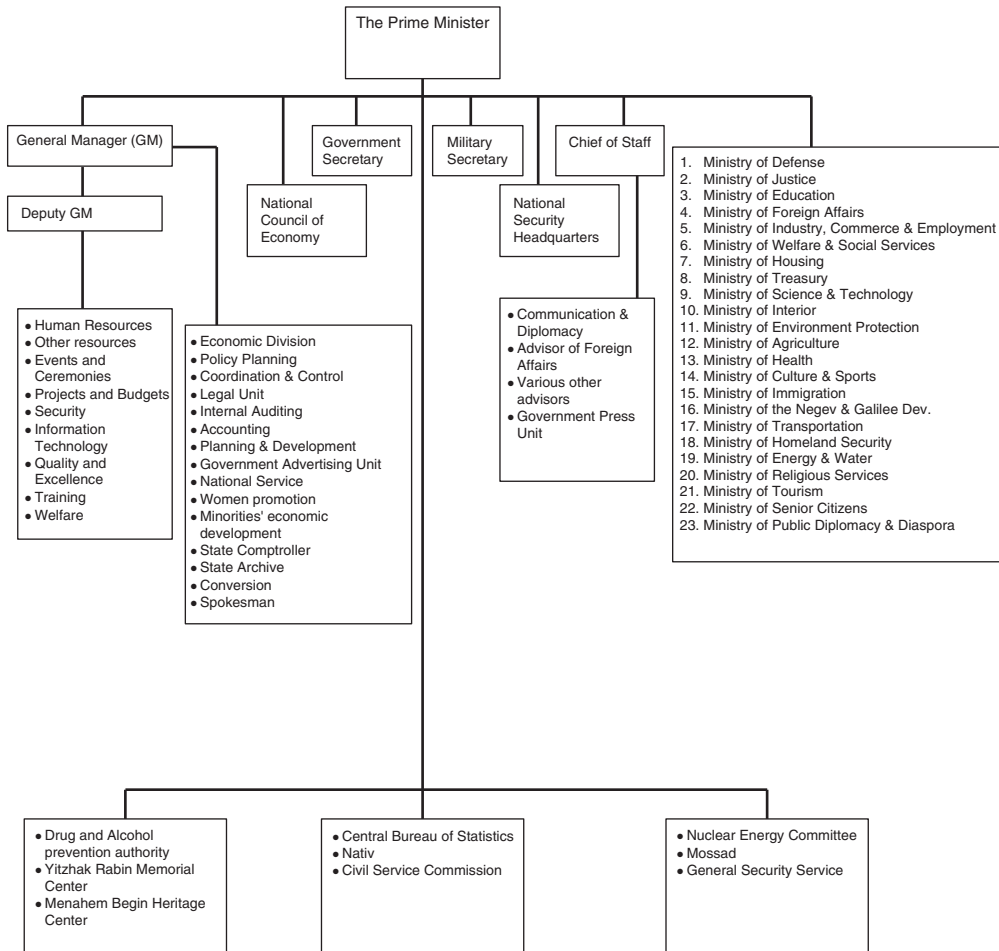 The Prime Minister
General Manager (GM)
Government
Secretary
Military
Secretary
Chief of Staff
Deputy GM
National
Council of
Economy
National
Security
Headquarters
1. Ministry of Defense
2. Ministry of Justice
3. Ministry of Education
4. Ministry of Foreign Affairs
5. Ministry of Industry, Commerce & Employment
6. Ministry of Welfare & Social Services
7. Ministry of Housing
8. Ministry of Treasury
9. Ministry of Science & Technology
10. Ministry of Interior
11. Ministry of Environment Protection
12. Ministry of Agriculture
13. Ministry of Health
14. Ministry of Culture & Sports
15. Ministry of Immigration
16. Ministry of the Negev & Galilee Dev.
17. Ministry of Transportation
18. Ministry of Homeland Security
19. Ministry of Energy & Water
20. Ministry of Religious Services
21. Ministry of Tourism
22. Ministry of Senior Citizens
23. Ministry of Public Diplomacy & Diaspora
• Human Resources
• Other resources
• Events and
Ceremonies
• Projects and Budgets
• Security
• Information
Technology
• Quality and
Excellence
• Training
• Welfare
• Economic Division
• Policy Planning
• Coordination & Control
• Legal Unit
• Internal Auditing
• Accounting
• Planning & Development
• Government Advertising Unit
• National Service
• Women promotion
• Minorities' economic
development
• State Comptroller
• State Archive
• Conversion
• Spokesman
• Communication &
Diplomacy
• Advisor of Foreign
Affairs
• Various other
advisors
• Government Press
Unit
• Drug and Alcohol
prevention authority
• Yitzhak Rabin Memorial
Center
• Menahem Begin Heritage
Center
• Central Bureau of Statistics
• Nativ
• Civil Service Commission
• Nuclear Energy Committee
• Mossad
• General Security Service